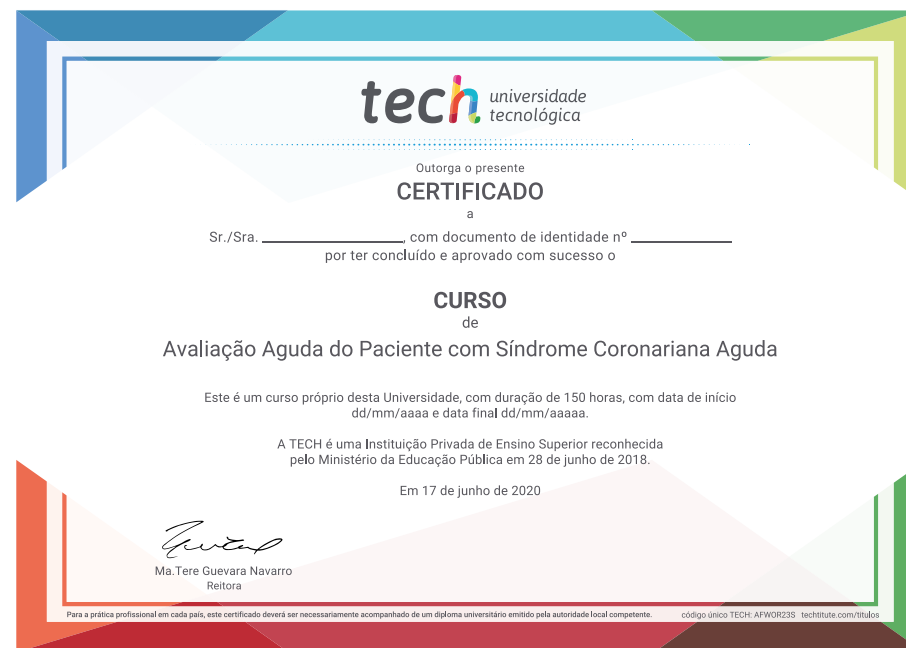 tech universidade
tecnológica
Outorga o presente
CERTIFICADO
a
Sr./Sra. ____________, com documento de identidade nº ____________
por ter concluído e aprovado com sucesso o
CURSO
de
Avaliação Aguda do Paciente com Síndrome Coronariana Aguda
Este é um curso próprio desta Universidade, com duração de 150 horas, com data de início
dd/mm/aaaa e data final dd/mm/aaaaa.
A TECH é uma Instituição Privada de Ensino Superior reconhecida
pelo Ministério da Educação Pública em 28 de junho de 2018.
Em 17 de junho de 2020
Ma.Tere Guevara Navarro
Reitora
Para a prática profissional em cada país, este certificado deverá ser necessariamente acompanhado de um diploma universitário emitido pela autoridade local competente. código único TECH: AFWOR23S techtitute.com/titulos